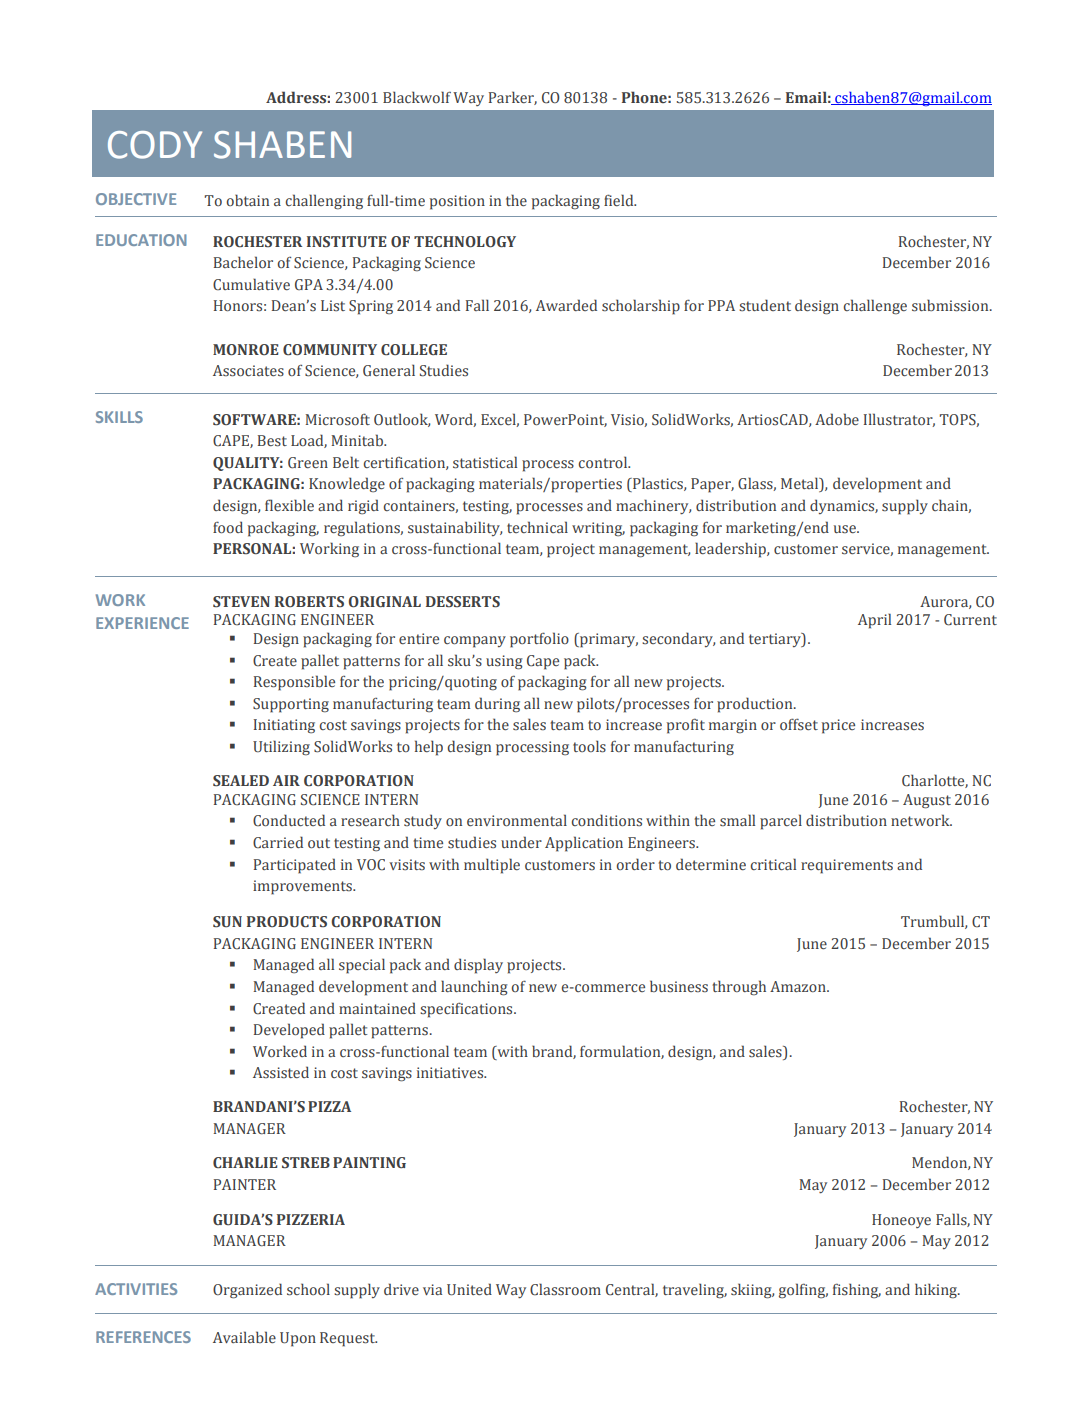 Address: 23001 Blackwolf Way Parker, CO 80138 - Phone: 585.313.2626 – Email: cshaben87@gmail.com
CODY SHABEN
OBJECTIVE To obtain a challenging full-time position in the packaging field.
EDUCATION ROCHESTER INSTITUTE OF TECHNOLOGY Rochester, NY
Bachelor of Science, Packaging Science December 2016
Cumulative GPA 3.34/4.00
Honors: Dean's List Spring 2014 and Fall 2016, Awarded scholarship for PPA student design challenge submission.
MONROE COMMUNITY COLLEGE Rochester, NY
Associates of Science, General Studies December 2013
SKILLS SOFTWARE: Microsoft Outlook, Word, Excel, PowerPoint, Visio, SolidWorks, ArtiosCAD, Adobe Illustrator, TOPS,
CAPE, Best Load, Minitab.
QUALITY: Green Belt certification, statistical process control.
PACKAGING: Knowledge of packaging materials/properties (Plastics, Paper, Glass, Metal), development and
design, flexible and rigid containers, testing, processes and machinery, distribution and dynamics, supply chain,
food packaging, regulations, sustainability, technical writing, packaging for marketing/end use.
PERSONAL: Working in a cross-functional team, project management, leadership, customer service, management.
WORK STEVEN ROBERTS ORIGINAL DESSERTS Aurora, CO
EXPERIENCE PACKAGING ENGINEER April 2017 - Current
▪ Design packaging for entire company portfolio (primary, secondary, and tertiary).
▪ Create pallet patterns for all sku's using Cape pack.
▪ Responsible for the pricing/quoting of packaging for all new projects.
▪ Supporting manufacturing team during all new pilots/processes for production.
▪ Initiating cost savings projects for the sales team to increase profit margin or offset price increases
▪ Utilizing SolidWorks to help design processing tools for manufacturing
SEALED AIR CORPORATION Charlotte, NC
PACKAGING SCIENCE INTERN June 2016 – August 2016
▪ Conducted a research study on environmental conditions within the small parcel distribution network.
▪ Carried out testing and time studies under Application Engineers.
▪ Participated in VOC visits with multiple customers in order to determine critical requirements and
improvements.
SUN PRODUCTS CORPORATION Trumbull, CT
PACKAGING ENGINEER INTERN June 2015 – December 2015
▪ Managed all special pack and display projects.
▪ Managed development and launching of new e-commerce business through Amazon.
▪ Created and maintained specifications.
▪ Developed pallet patterns.
▪ Worked in a cross-functional team (with brand, formulation, design, and sales).
▪ Assisted in cost savings initiatives.
BRANDANI'S PIZZA Rochester, NY
MANAGER January 2013 – January 2014
CHARLIE STREB PAINTING Mendon, NY
PAINTER May 2012 – December 2012
GUIDA'S PIZZERIA Honeoye Falls, NY
MANAGER January 2006 – May 2012
ACTIVITIES Organized school supply drive via United Way Classroom Central, traveling, skiing, golfing, fishing, and hiking.
REFERENCES Available Upon Request.